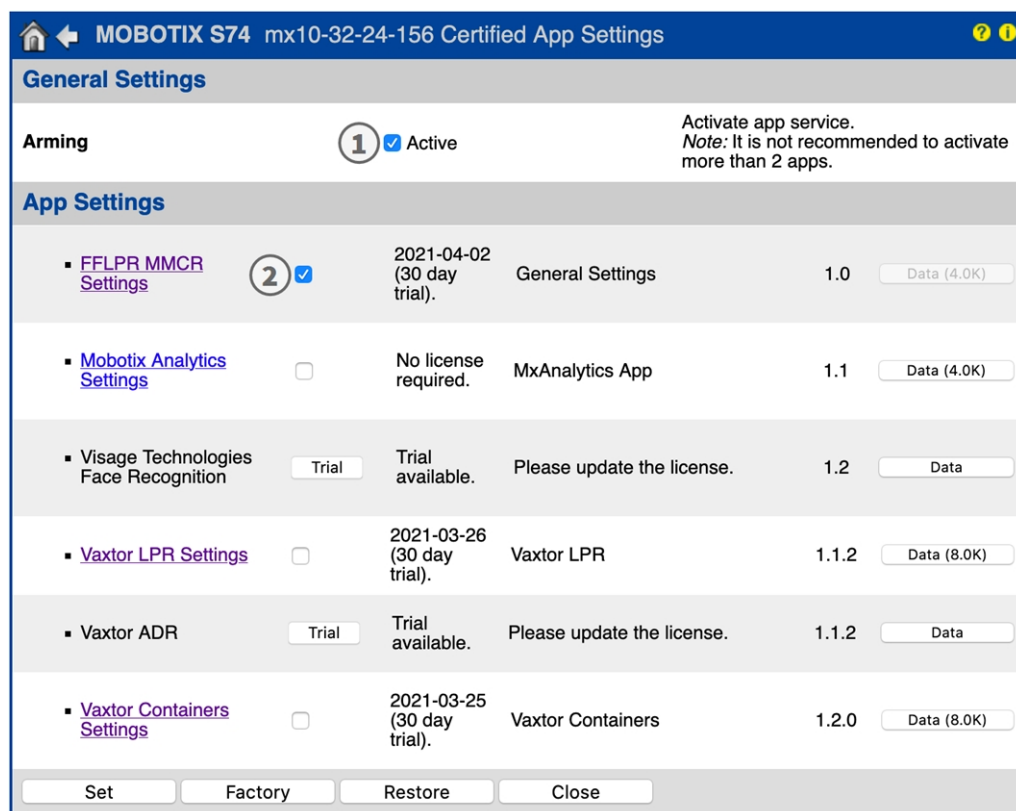 MOBOTIX S74 mx10-32-24-156 Certified App Settings ? i
General Settings
Arming
1
Active
Activate app service.
Note: It is not recommended to activate
more than 2 apps.
App Settings
FFLPR MMCR
Settings
2
2021-04-02
(30 day
trial).
General Settings
1.0
Data (4.0K)
Mobotix Analytics
Settings
No license
required.
MxAnalytics App
1.1
Data (4.0K)
Visage Technologies
Face Recognition
Trial
Trial
available.
Please update the license.
1.2
Data
Vaxtor LPR Settings
2021-03-26
(30 day
trial).
Vaxtor LPR
1.1.2
Data (8.0K)
Vaxtor ADR
Trial
Trial
available.
Please update the license.
1.1.2
Data
Vaxtor Containers
Settings
2021-03-25
(30 day
trial).
Vaxtor Containers
1.2.0
Data (8.0K)
Set
Factory
Restore
Close